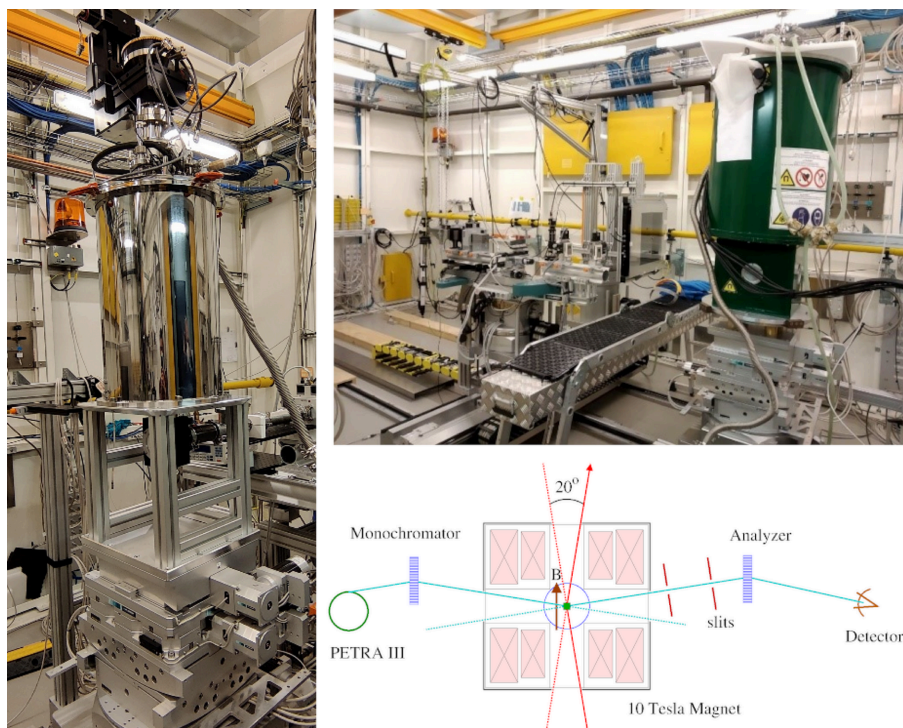 20°
Monochromator
Analyzer
B
slits
PETRA III
Detector
10 Tesla Magnet